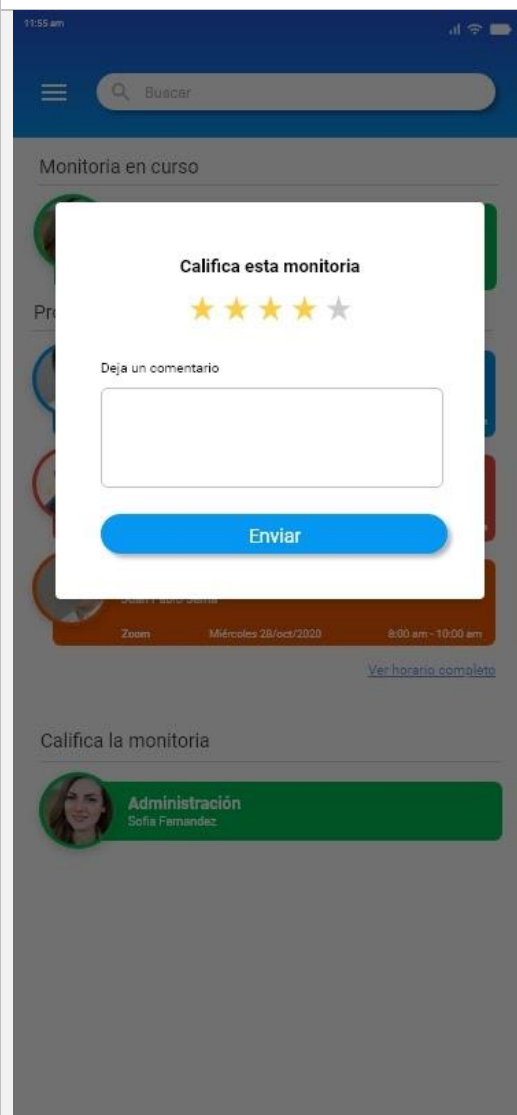 11:55 am
Buscar
Monitoria en curso
Califica esta monitoria
Deja un comentario
Enviar
Zoom Miércoles 28/oct/2020 8:00 am - 10:00 am
Ver horario completo
Califica la monitoria
Administración
Sofia Fernandez